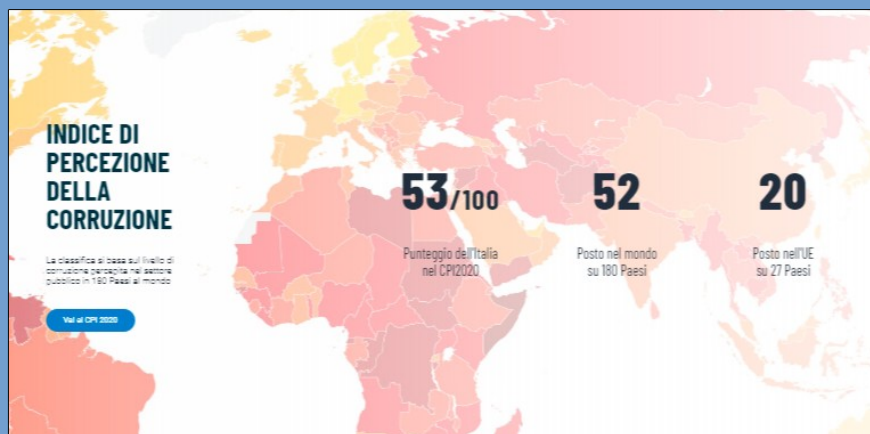 INDICE DI
PERCEZIONE
DELLA
CORRUZIONE
La classifica si basa sul livello di
corruzione percepita nel settore
pubblico in 180 Paesi al mondo
Vai al CPI 2020
53/100
Punteggio dell'Italia
nel CPI2020
52
Posto nel mondo
su 180 Paesi
20
Posto nell'UE
su 27 Paesi